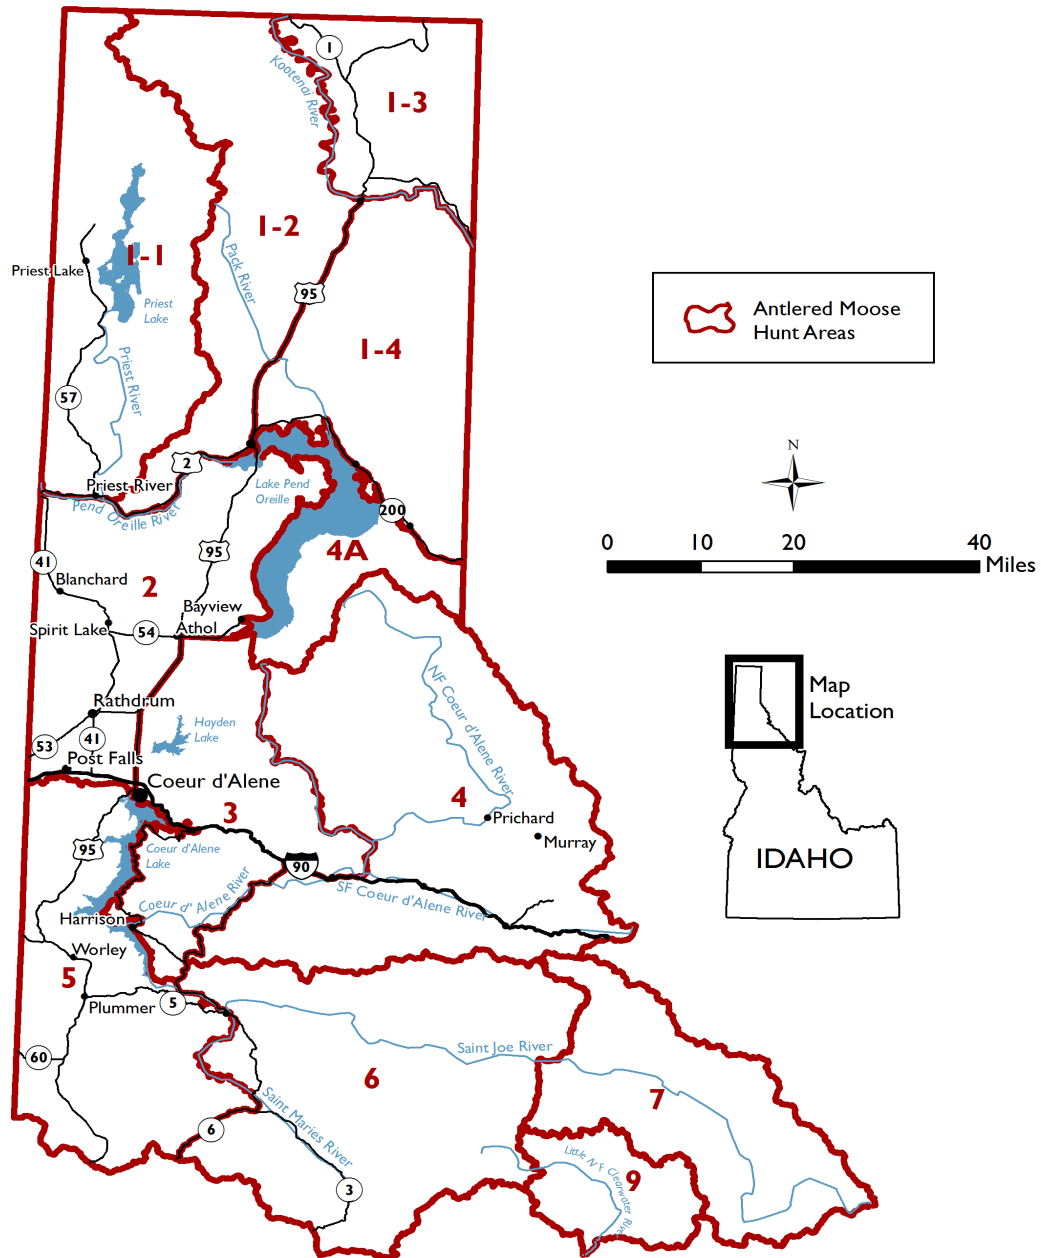 1
Kootenai River
1-3
1-2
1-1
Pack River
Priest Lake
95
Priest
Lake
Antlered Moose
Hunt Areas
1-4
Priest River
57
N
2
Priest River
Lake Pend
Oreille
Pend Oreille River
200
95
4A
0 10 20 40
Miles
41
Blanchard
2
Bayview
Spirit Lake
54
Athol
NF Coeur d'Alene River
Map
Location
Rathdrum
Hayden
Lake
53
41
Post Falls
Coeur d'Alene
3
4
Prichard
Murray
95
Coeur d'Alene
Lake
90
IDAHO
Coeur d' Alene River
SF Coeur d'Alene River
Harrison
Worley
5
Plummer
5
60
Saint Joe River
6
7
Saint Maries River
6
Little NF Clearwater River
9
3